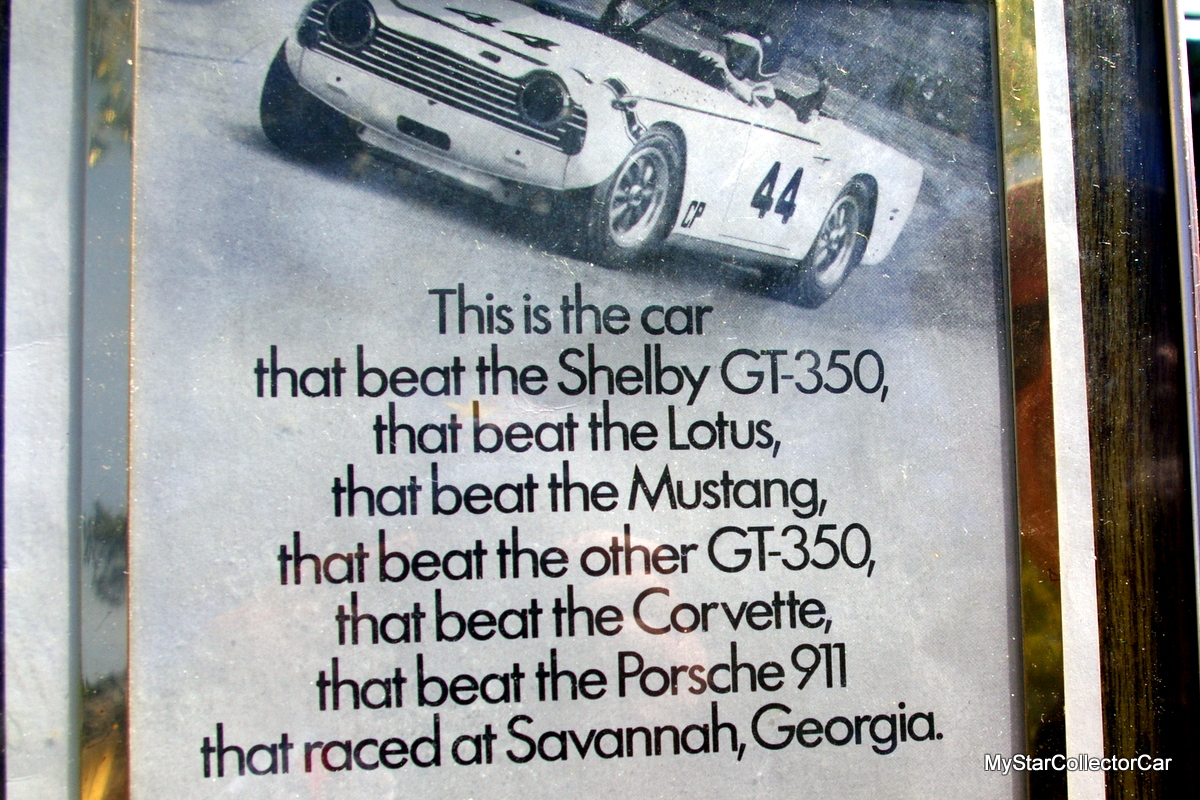 44
44
CP
This is the car
that beat the Shelby GT-350,
that beat the Lotus,
that beat the Mustang,
that beat the other GT-350,
that beat the Corvette,
that beat the Porsche 911
that raced at Savannah, Georgia.
MyStarCollectorCar